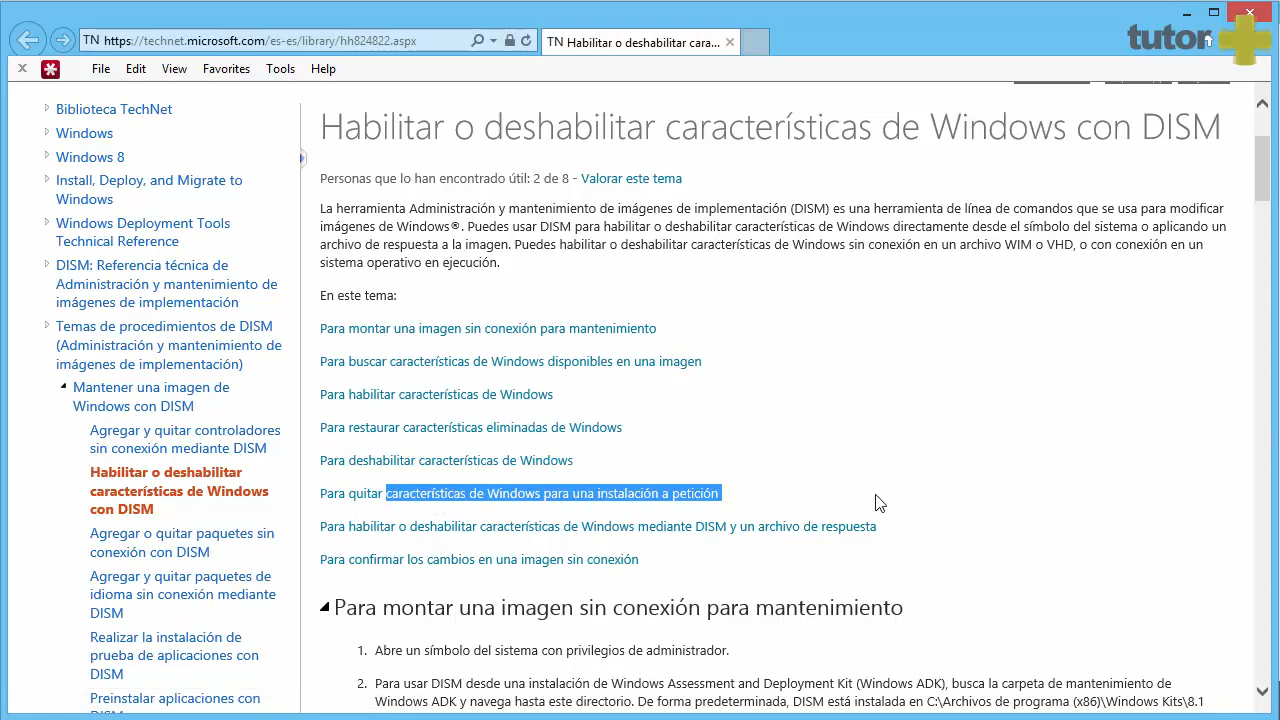 TN https://technet.microsoft.com/es-es/library/hh824822.aspx
TN Habilitar o deshabilitar cara...
tutor
File Edit View Favorites Tools Help
Biblioteca TechNet
Windows
Windows 8
Install, Deploy, and Migrate to
Windows
Windows Deployment Tools
Technical Reference
DISM: Referencia técnica de
Administración y mantenimiento de
imágenes de implementación
Temas de procedimientos de DISM
(Administración y mantenimiento de
imágenes de implementación)
Mantener una imagen de
Windows con DISM
Agregar y quitar controladores
sin conexión mediante DISM
Habilitar o deshabilitar
características de Windows
con DISM
Agregar o quitar paquetes sin
conexión con DISM
Agregar y quitar paquetes de
idioma sin conexión mediante
DISM
Realizar la instalación de
prueba de aplicaciones con
DISM
Preinstalar aplicaciones con
Habilitar o deshabilitar características de Windows con DISM
Personas que lo han encontrado útil: 2 de 8 - Valorar este tema
La herramienta Administración y mantenimiento de imágenes de implementación (DISM) es una herramienta de línea de comandos que se usa para modificar
imágenes de Windows®. Puedes usar DISM para habilitar o deshabilitar características de Windows directamente desde el símbolo del sistema o aplicando un
archivo de respuesta a la imagen. Puedes habilitar o deshabilitar características de Windows sin conexión en un archivo WIM o VHD, o con conexión en un
sistema operativo en ejecución.
En este tema:
Para montar una imagen sin conexión para mantenimiento
Para buscar características de Windows disponibles en una imagen
Para habilitar características de Windows
Para restaurar características eliminadas de Windows
Para deshabilitar características de Windows
Para quitar características de Windows para una instalación a petición
Para habilitar o deshabilitar características de Windows mediante DISM y un archivo de respuesta
Para confirmar los cambios en una imagen sin conexión
Para montar una imagen sin conexión para mantenimiento
1. Abre un símbolo del sistema con privilegios de administrador.
2. Para usar DISM desde una instalación de Windows Assessment and Deployment Kit (Windows ADK), busca la carpeta de mantenimiento de
Windows ADK y navega hasta este directorio. De forma predeterminada, DISM está instalada en C:\Archivos de programa (x86)\Windows Kits\8.1